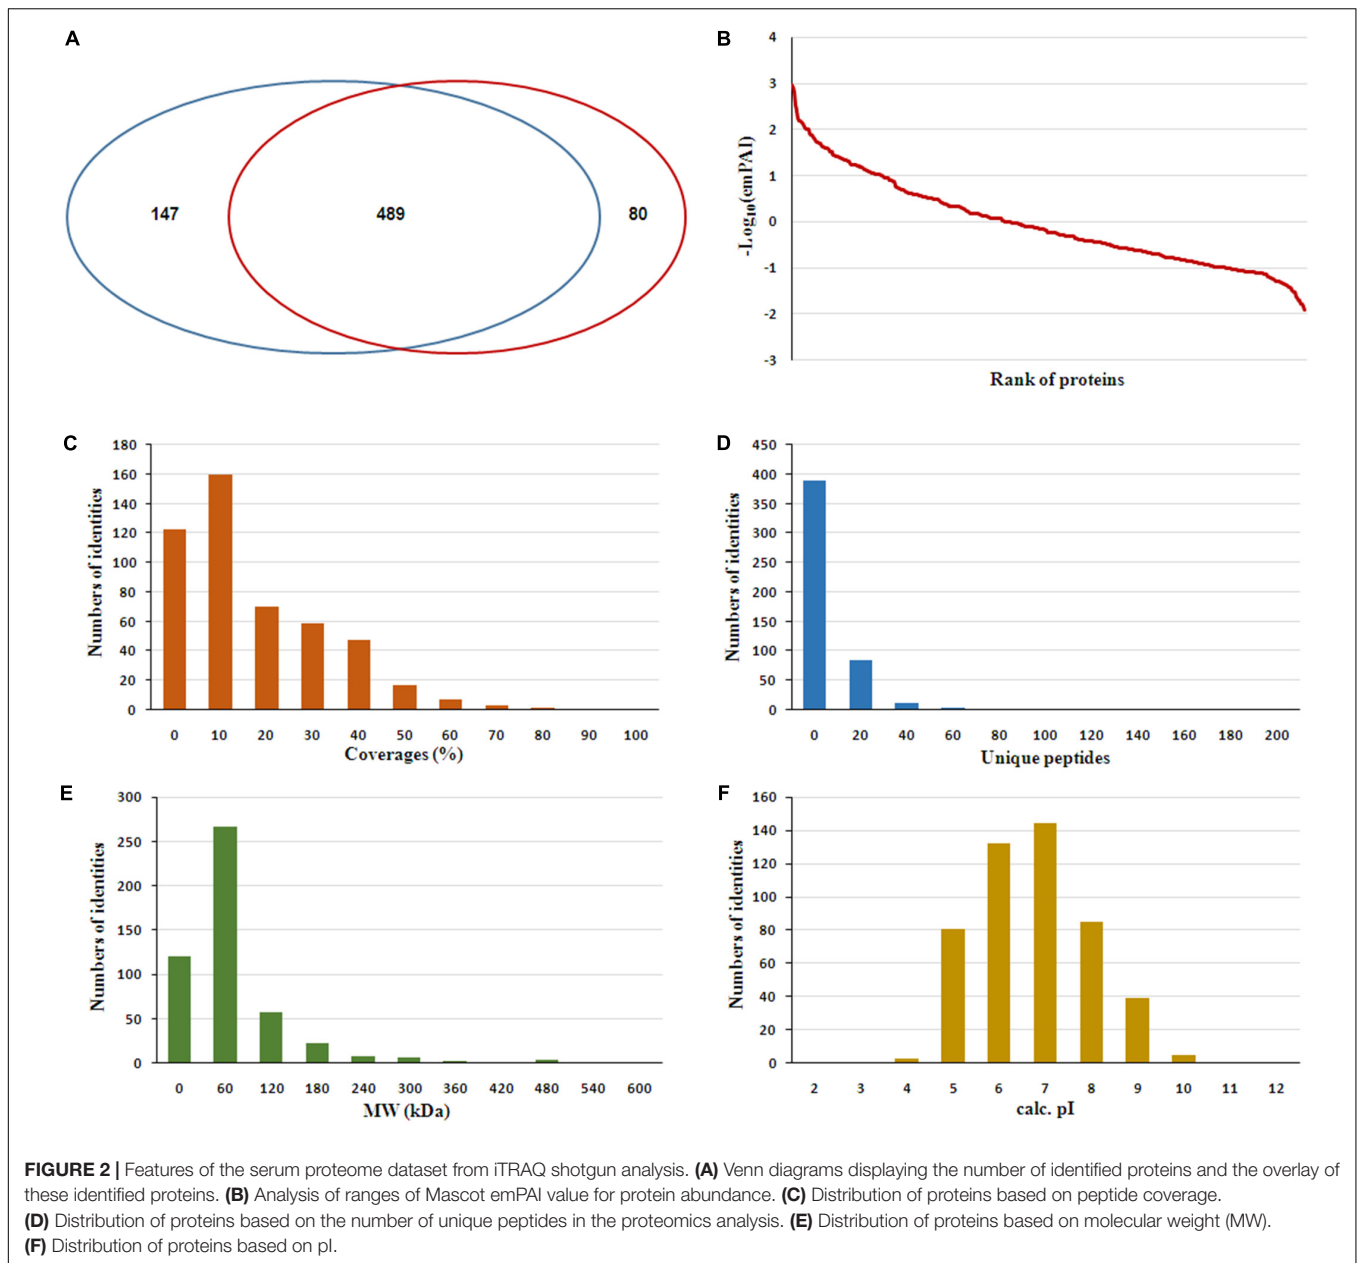 A
147
489
80
B
4
3
2
1
0
-1
-2
-3
-Log10(emPAI)
Rank of proteins
C
180
160
140
120
100
80
60
40
20
0
Numbers of identities
0 10 20 30 40 50 60 70 80 90 100
Coverages (%)
D
450
400
350
300
250
200
150
100
50
0
Numbers of identities
0 20 40 60 80 100 120 140 160 180 200
Unique peptides
E
300
250
200
150
100
50
0
Numbers of identities
0 60 120 180 240 300 360 420 480 540 600
MW (kDa)
F
160
140
120
100
80
60
40
20
0
Numbers of identities
2 3 4 5 6 7 8 9 10 11 12
calc. pI
FIGURE 2 | Features of the serum proteome dataset from iTRAQ shotgun analysis. (A) Venn diagrams displaying the number of identified proteins and the overlay of
these identified proteins. (B) Analysis of ranges of Mascot emPAI value for protein abundance. (C) Distribution of proteins based on peptide coverage.
(D) Distribution of proteins based on the number of unique peptides in the proteomics analysis. (E) Distribution of proteins based on molecular weight (MW).
(F) Distribution of proteins based on pI.